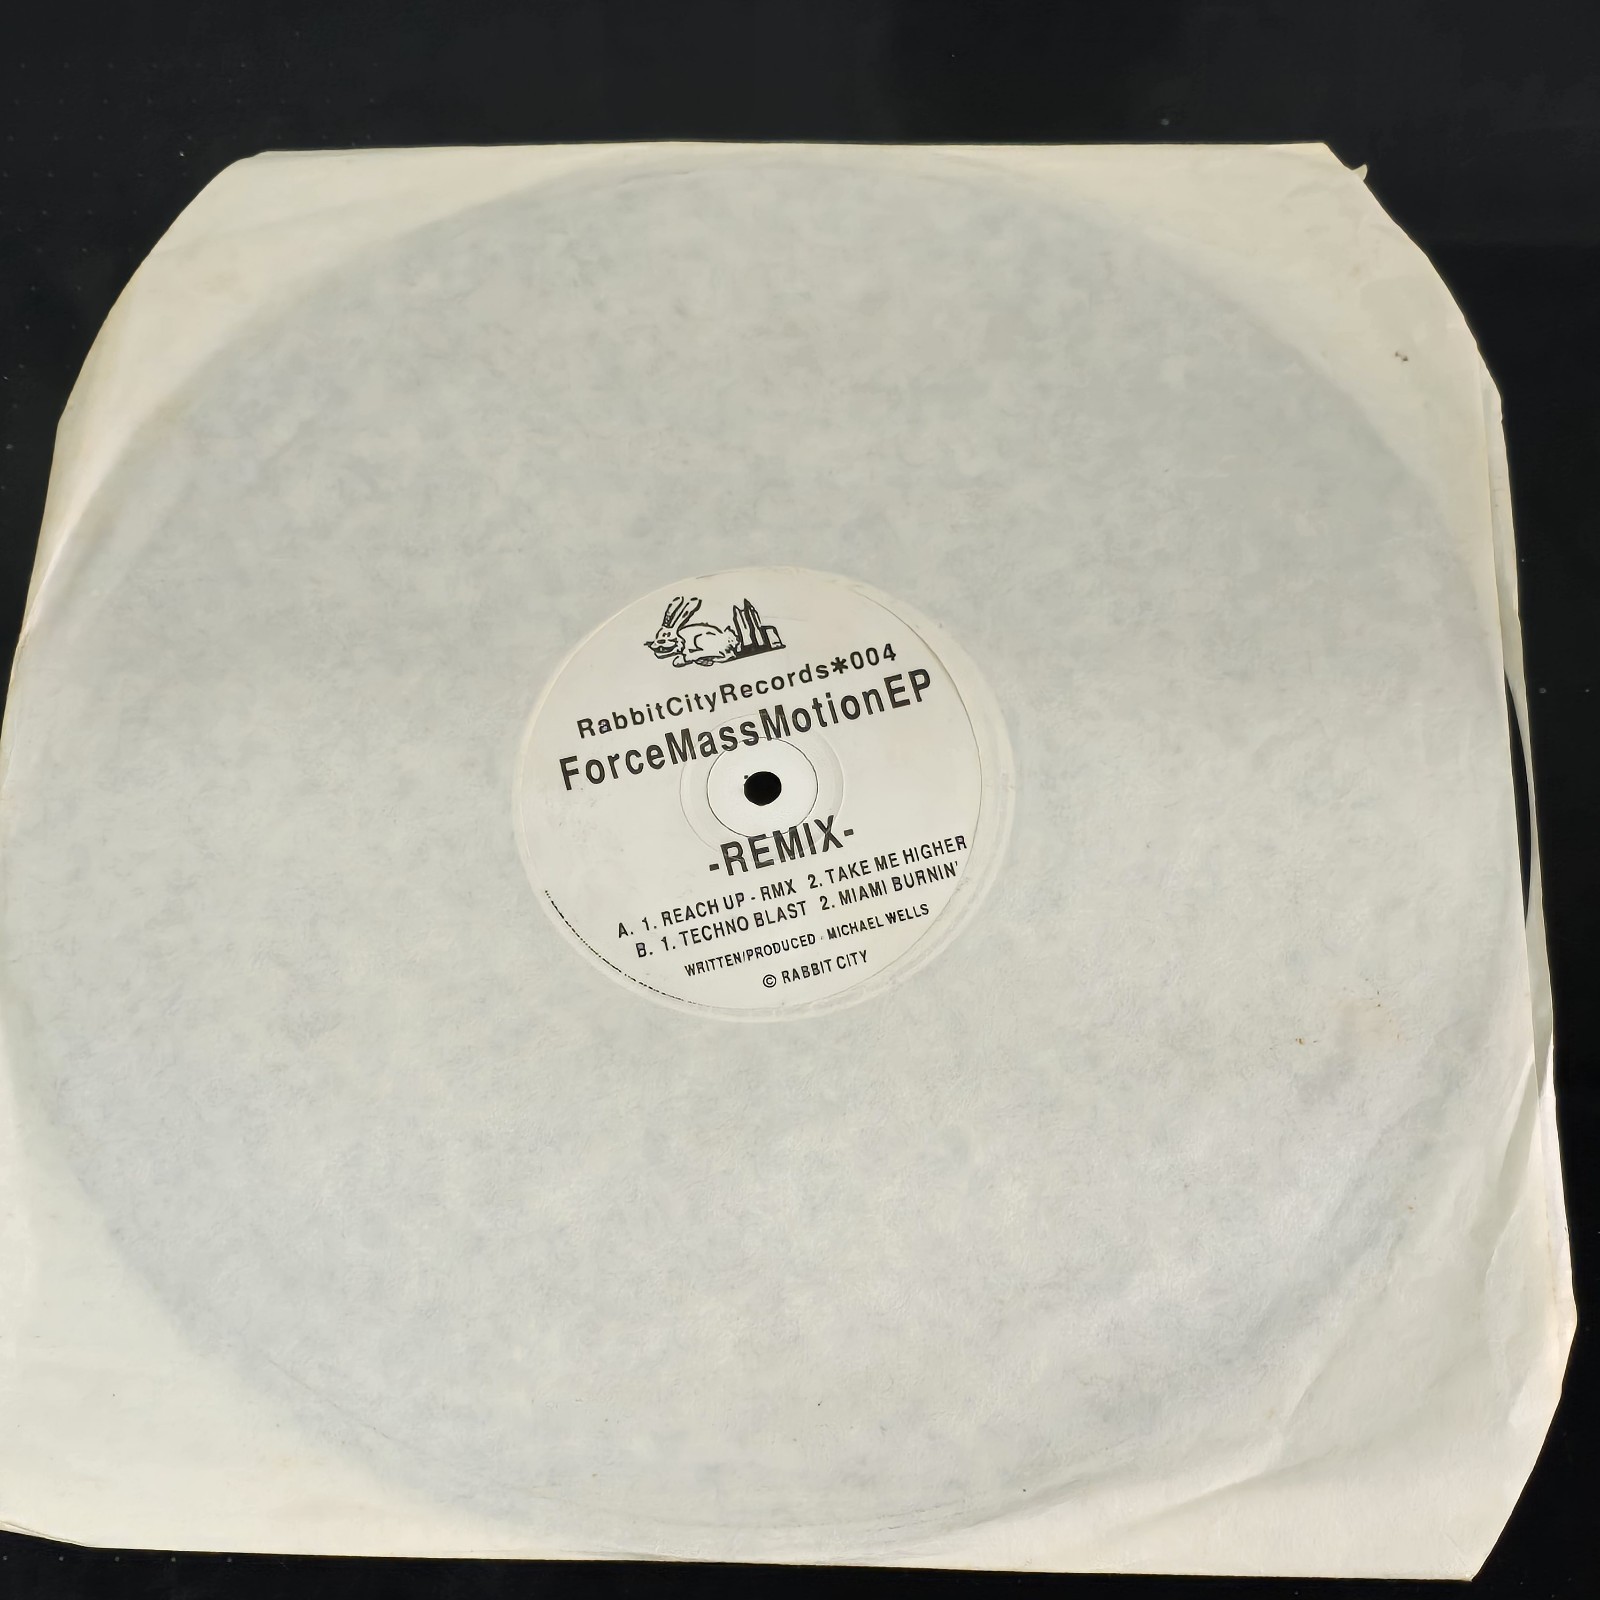 RabbitCityRecords*004
ForceMassMotionEP
-REMIX-
A. 1. REACH UP - RMX 2. TAKE ME HIGHER
B. 1. TECHNO BLAST 2. MIAMI BURNIN'
WRITTEN/PRODUCED - MICHAEL WELLS
© RABBIT CITY